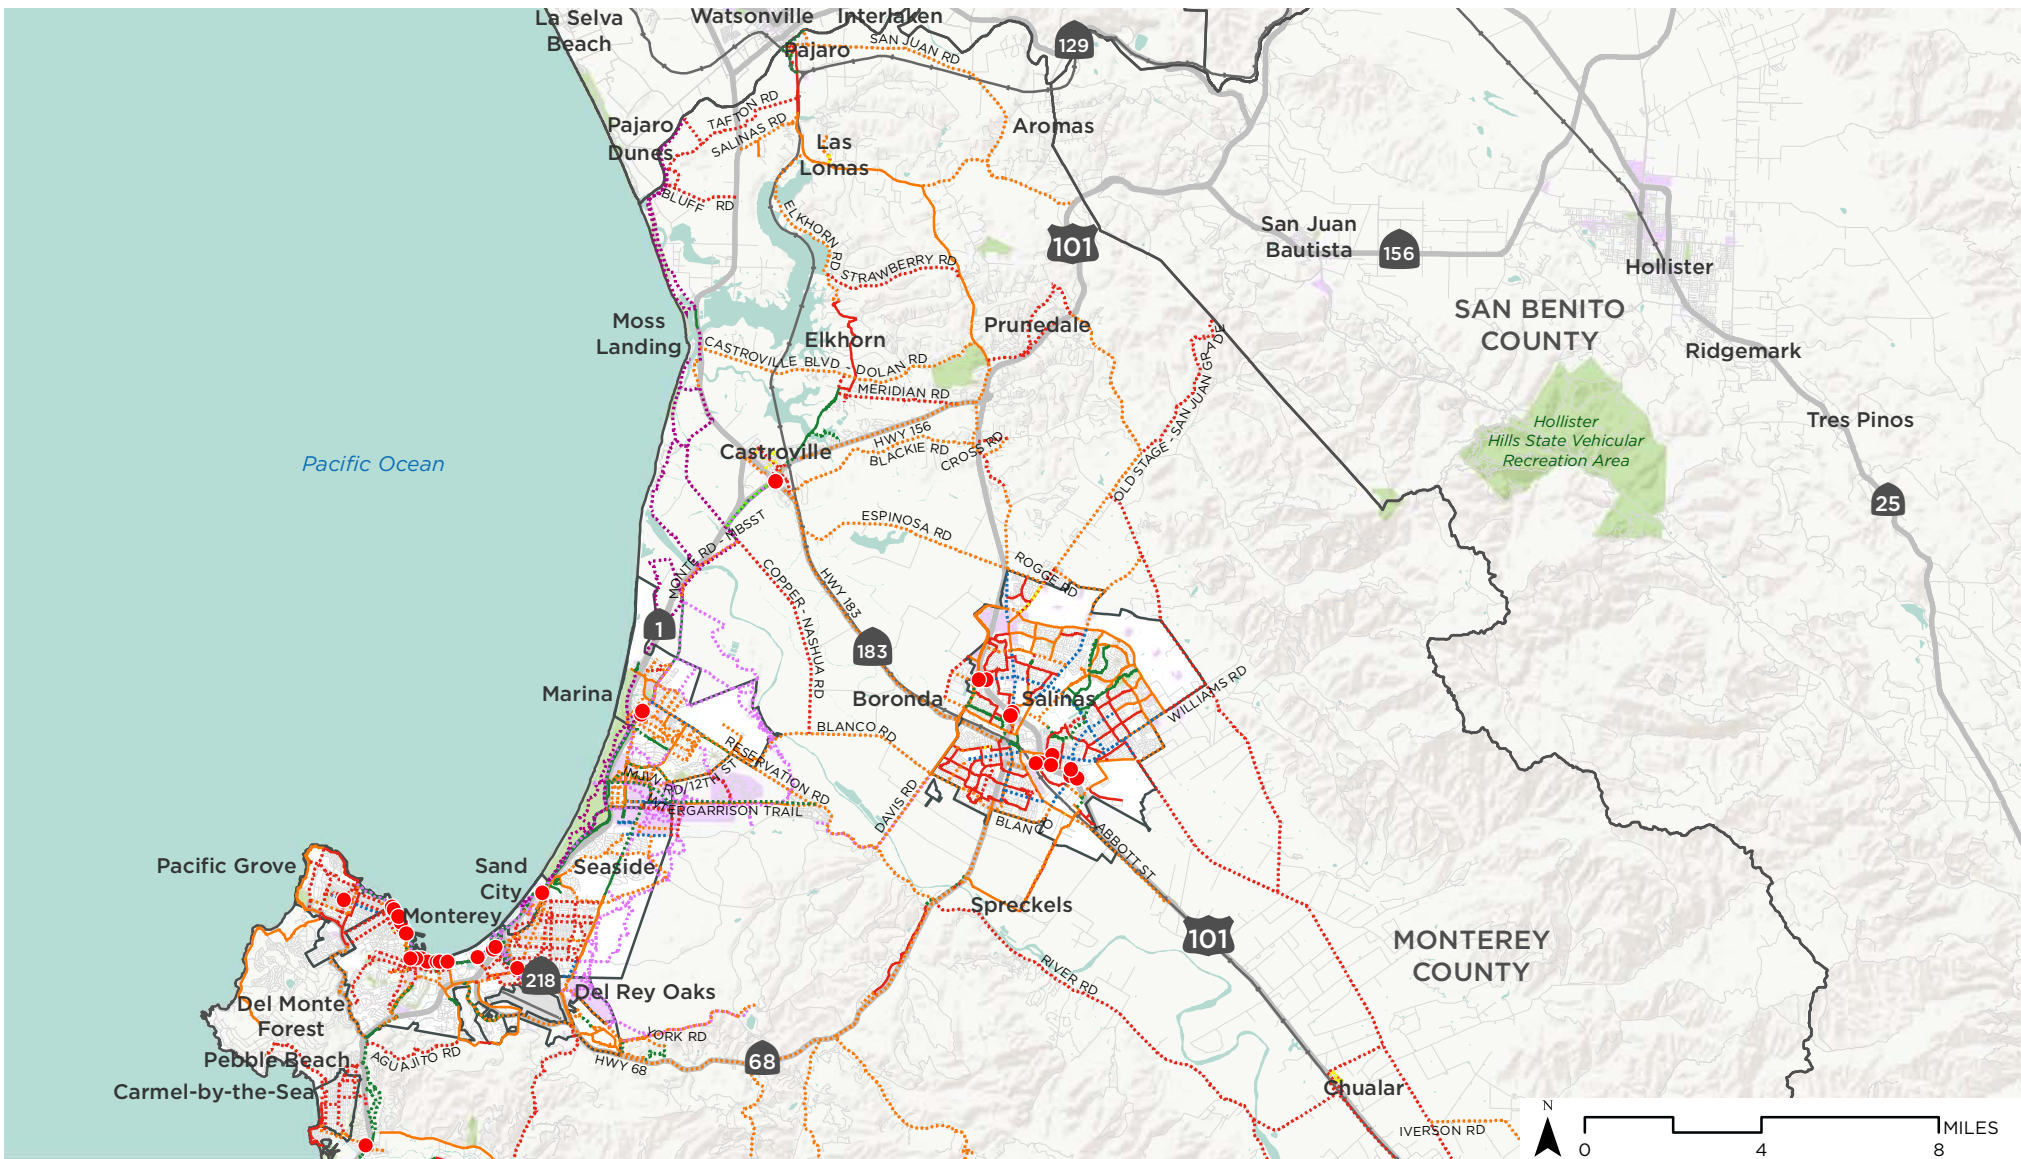 La Selva
Beach
Watsonville
Interlaken
Pajaro
SAN JUAN RD
129
Pajaro
Dunes
TAFTON RD
SALINAS RD
Las
Lomas
Aromas
BLUFF RD
ELKHORN RD
STRAWBERRY RD
101
San Juan
Bautista
156
Hollister
SAN BENITO
COUNTY
Moss
Landing
Elkhorn
Prunedale
CASTROVILLE BLVD - DOLAN RD
MERIDIAN RD
OLD STAGE - SAN JUAN GRADE
Ridgemark
Tres Pinos
Hollister
Hills State Vehicular
Recreation Area
Pacific Ocean
Castroville
HWY 156
BLACKIE RD
CROSS RD
25
MONTE RD - MBSST
ESPINOSA RD
COPPER - NASHUA RD
HWY 183
ROGGE RD
1
183
Marina
Boronda
Salinas
WILLIAMS RD
BLANCO RD
RESERVATION RD
IMJIN RD/12TH ST
INTERGARRISON TRAIL
DAVIS RD
BLANCO
ABBOTT ST
Pacific Grove
Sand
City
Seaside
Monterey
Spreckels
101
MONTEREY
COUNTY
218
Del Rey Oaks
RIVER RD
Del Monte
Forest
YORK RD
Pebble Beach
AGUAJITO RD
HWY 68
68
Carmel-by-the-Sea
Chualar
IVERSON RD
N
0 4 8 MILES